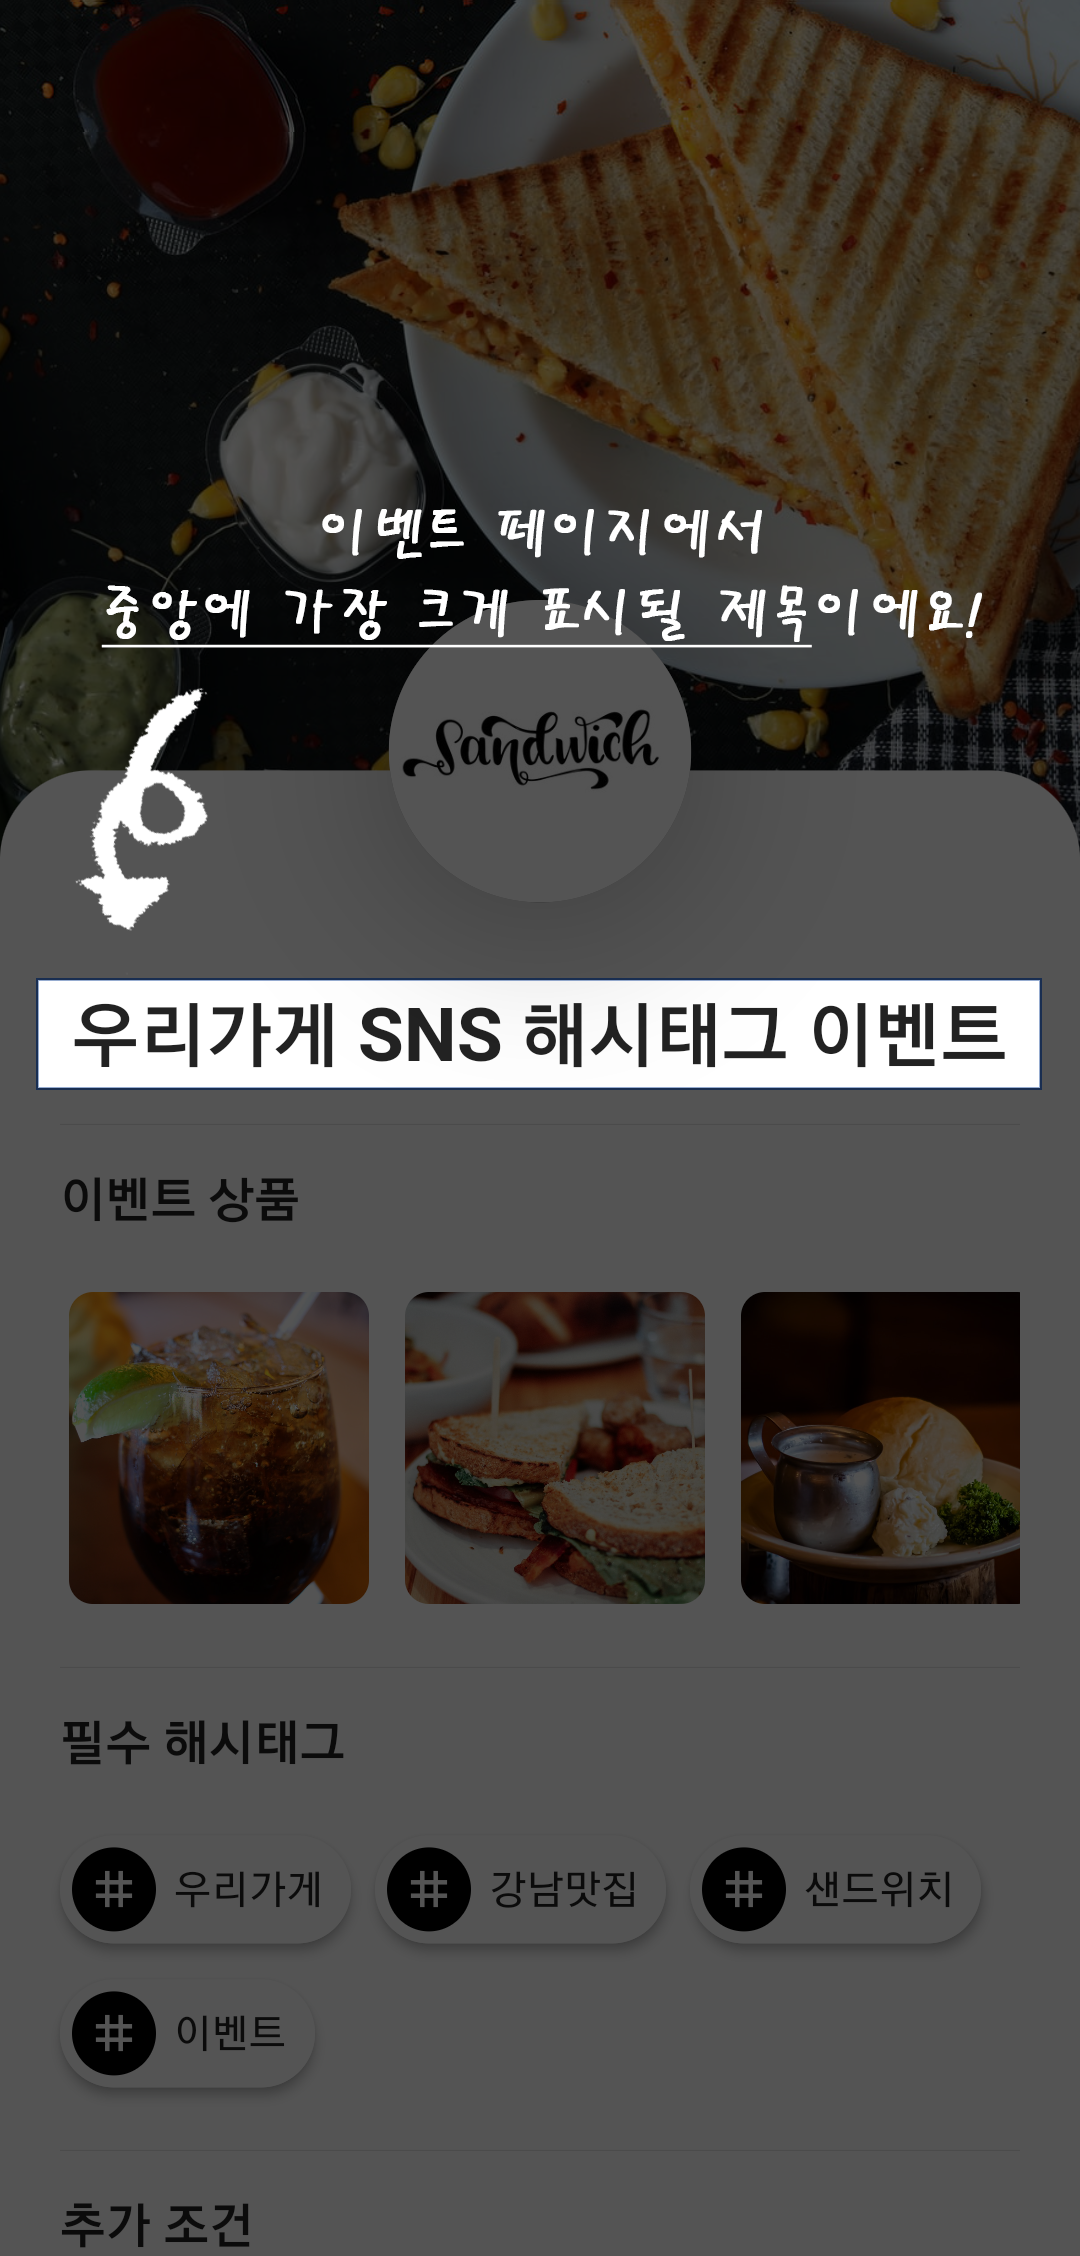 이벤트 페이지에서
중앙에 가장 크게 표시될 제목이에요!
Sandwich
우리가게 SNS 해시태그 이벤트
이벤트 상품
필수 해시태그
# 우리가게 # 강남맛집 # 샌드위치
# 이벤트
추가 조건